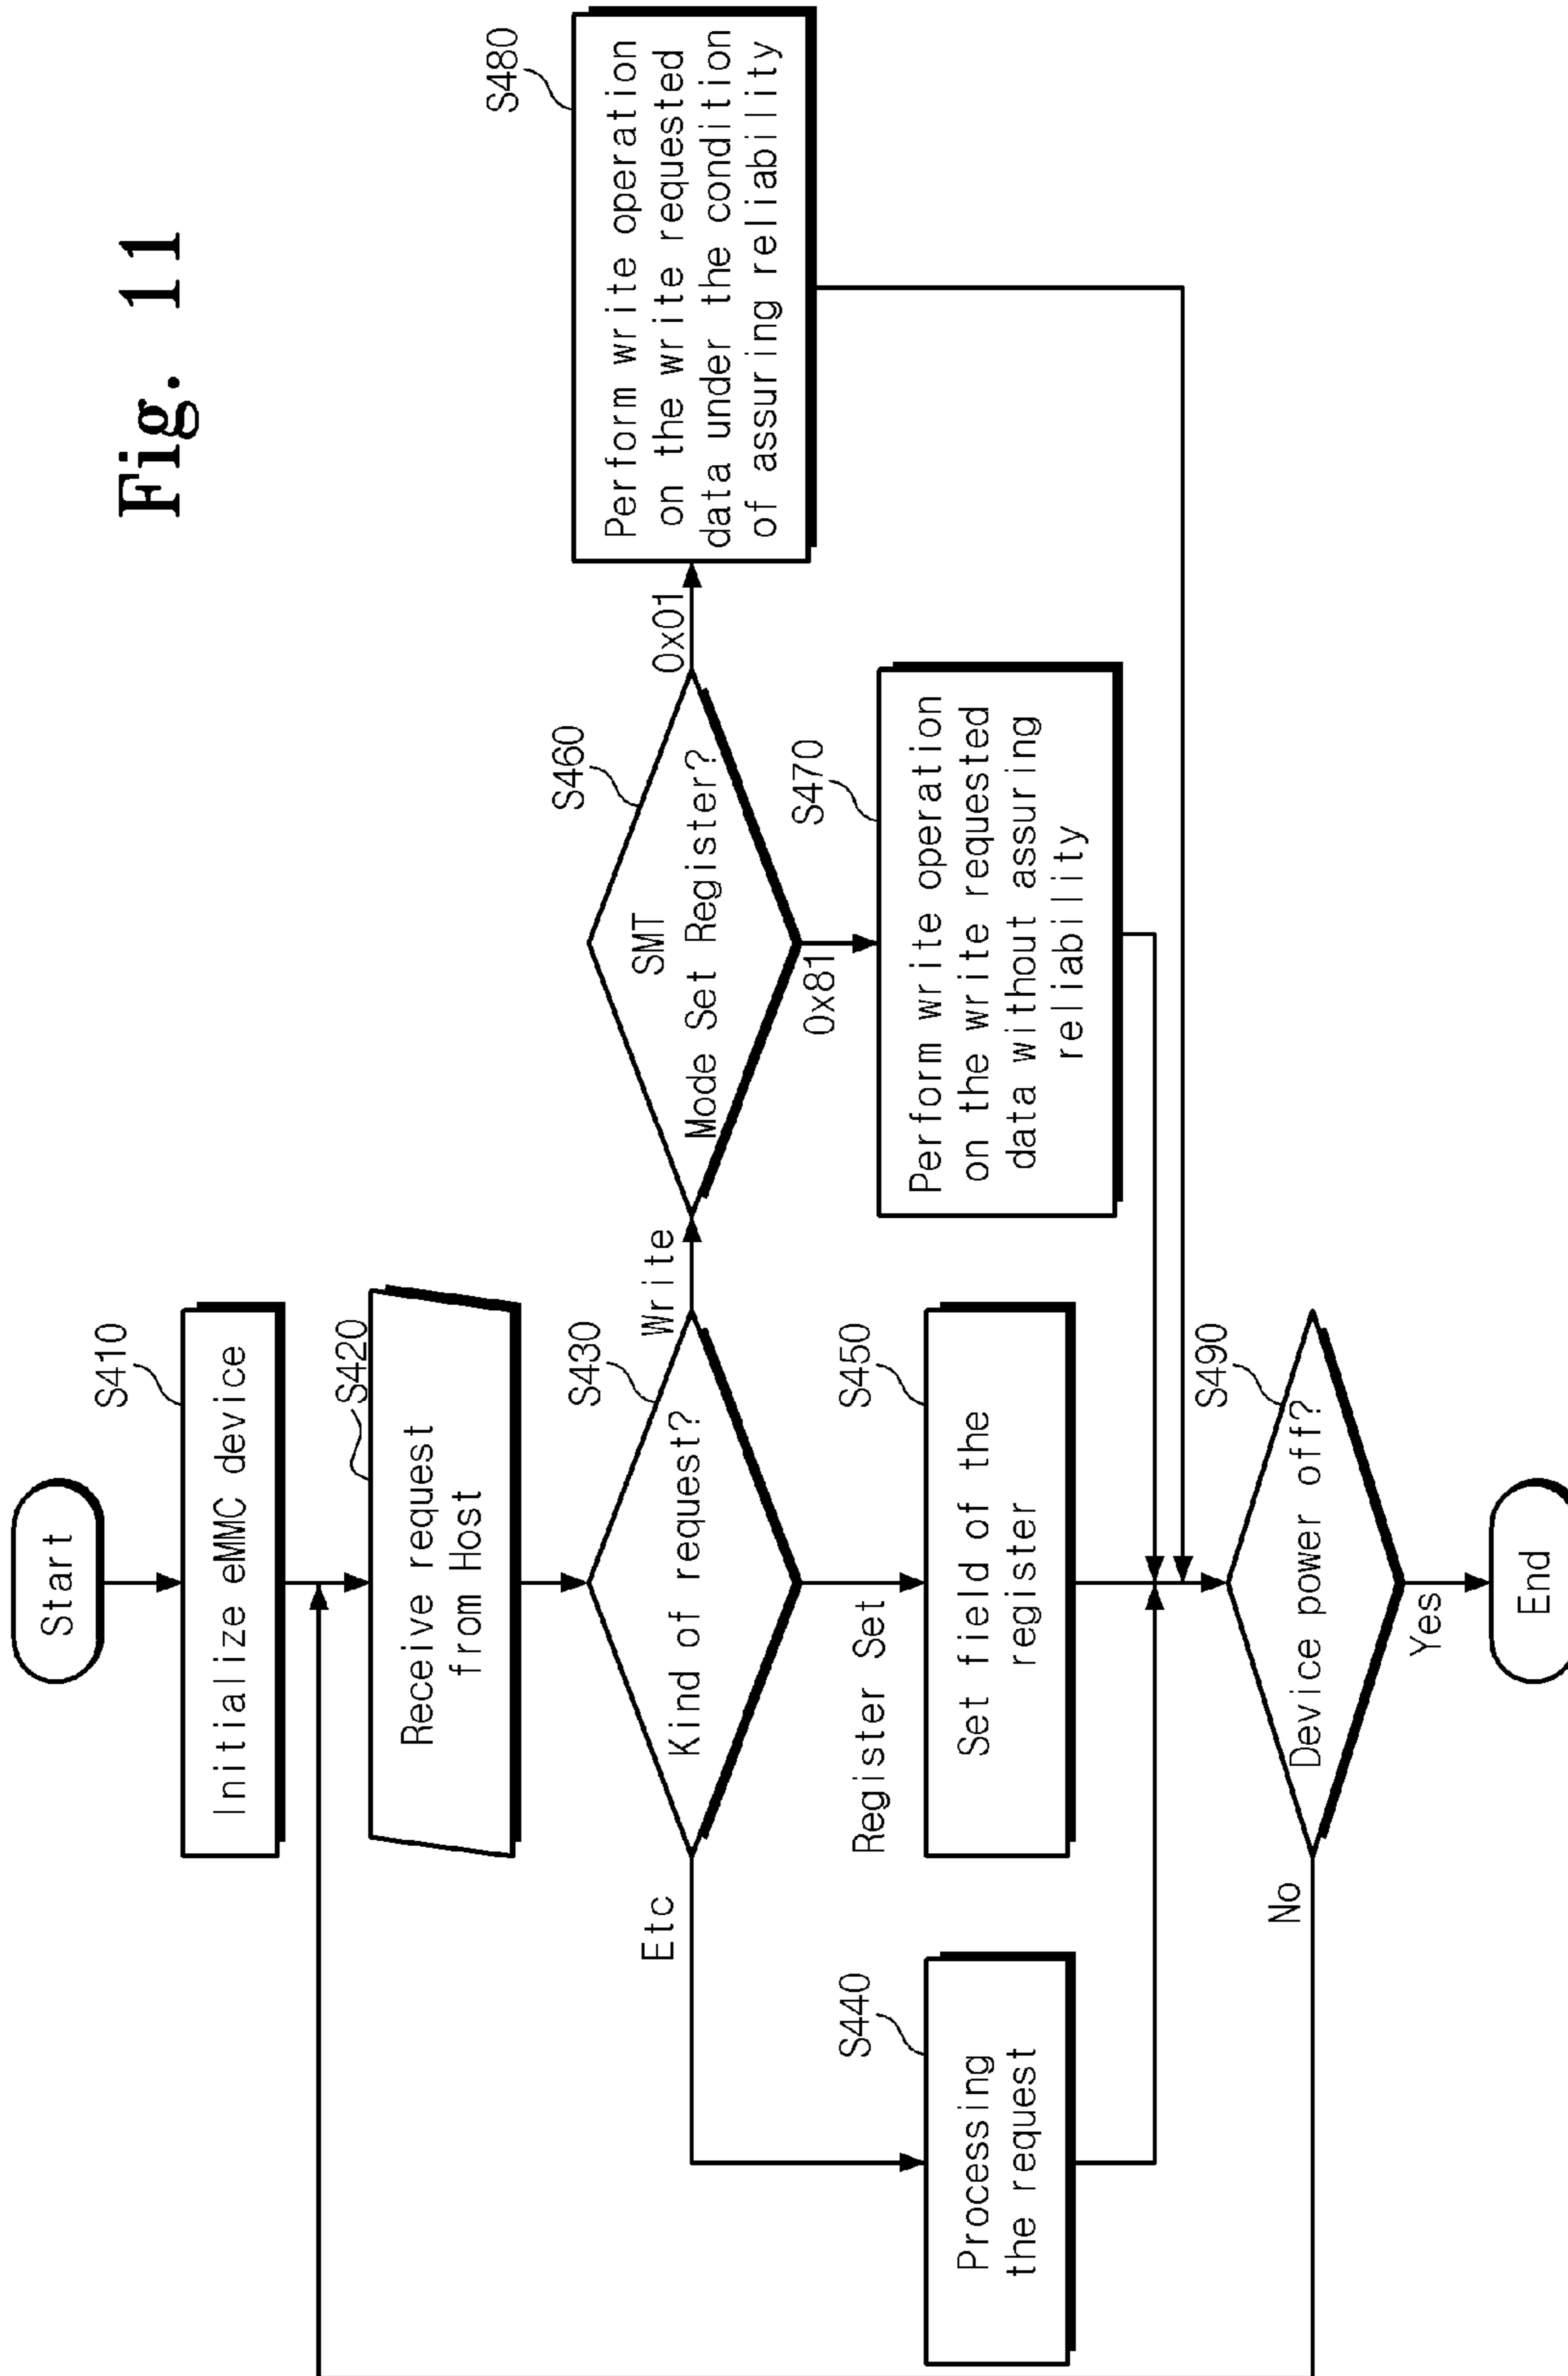 Fig. 11
Start
S410
Initialize eMMC device
S420
Receive request
from Host
S430
Kind of request?
Write
Etc
Register Set
S460
SMT
Mode Set Register?
0x01
0x81
S480
Perform write operation
on the write requested
data under the condition
of assuring reliability
S470
Perform write operation
on the write requested
data without assuring
reliability
S440
Processing
the request
S450
Set field of the
register
S490
Device power off?
No
Yes
End